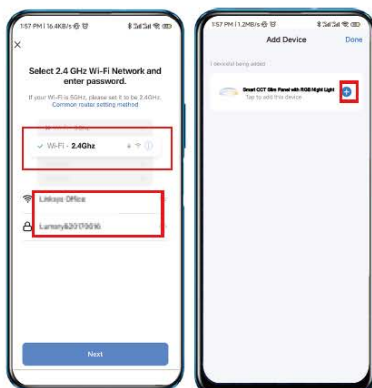 1:57 PM | 16.4KB/s
×
Select 2.4 GHz Wi-Fi Network and
enter password.
If your Wi-Fi is 5GHz, please set it to be 2.4GHz.
Common router setting method
Wi-Fi - 2.4Ghz
Linksys Office
Next
1:57 PM | 1.2MB/s
Add Device
Done
being added
Smart CCT Slim Panel with RGB Night Light
Tap to add this device